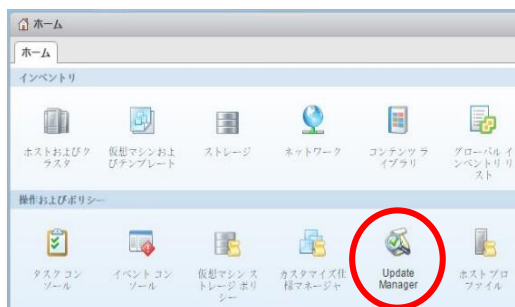 ホーム
ホーム
インベントリ
ホストおよびク
ラスタ
仮想マシンおよ
びテンプレート
ストレージ
ネットワーク
コンテンツ ラ
イブラリ
グローバル イ
ンベントリ リ
スト
操作およびポリシー
タスク コン
ソール
イベント コン
ソール
仮想マシン ス
トレージ ポリ
シー
カスタマイズ仕
様マネージャ
Update
Manager
ホスト プロ
ファイル